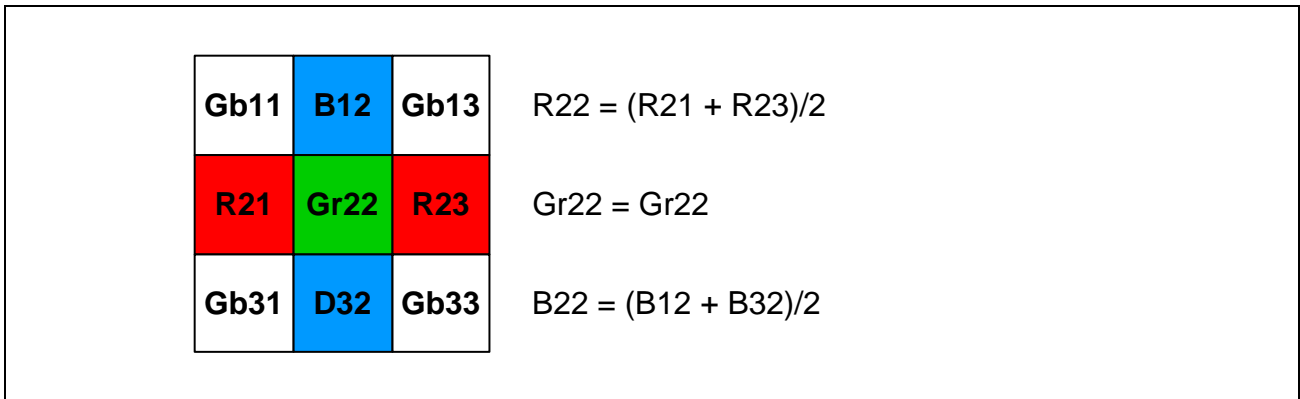 Gb11 B12 Gb13 R22 = (R21 + R23)/2
R21 Gr22 R23 Gr22 = Gr22
Gb31 D32 Gb33 B22 = (B12 + B32)/2